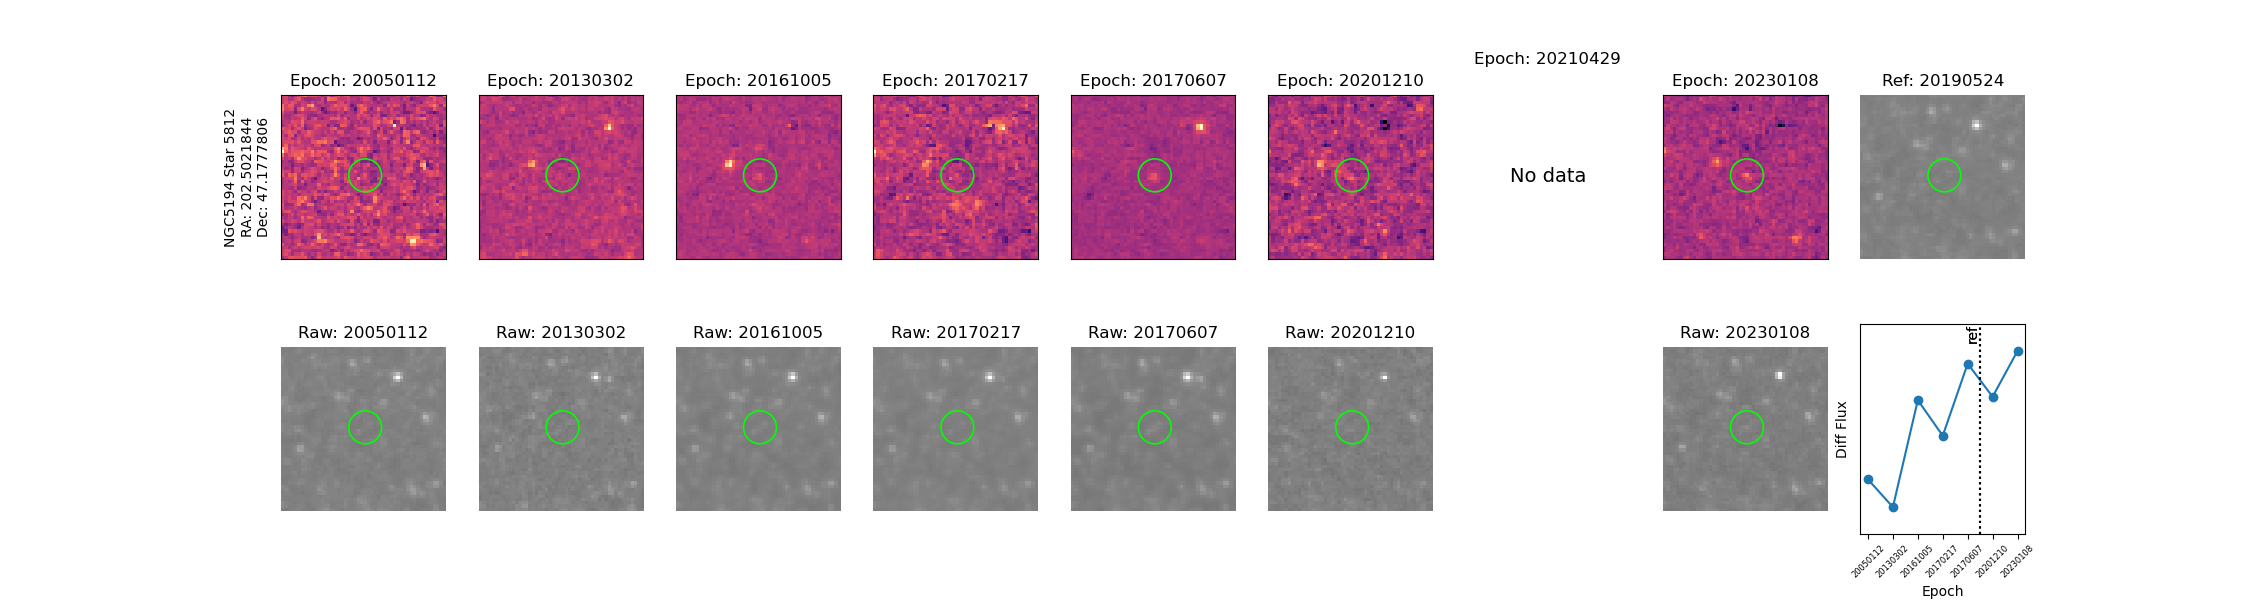 Epoch: 20210429
Epoch: 20050112
Epoch: 20130302
Epoch: 20161005
Epoch: 20170217
Epoch: 20170607
Epoch: 20201210
Epoch: 20230108
Ref: 20190524
NGC5194 Star 5812
RA: 202.5021844
Dec: 47.1777806
No data
Raw: 20050112
Raw: 20130302
Raw: 20161005
Raw: 20170217
Raw: 20170607
Raw: 20201210
Raw: 20230108
ref
Diff Flux
20050112
20130302
20161005
20170217
20170607
20201210
20230108
Epoch